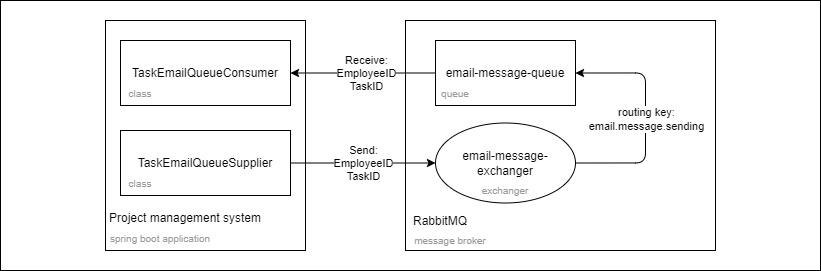 TaskEmailQueueConsumer
class
Receive:
EmployeeID
TaskID
email-message-queue
queue
routing key:
email.message.sending
TaskEmailQueueSupplier
class
Send:
EmployeeID
TaskID
email-message-
exchanger
exchanger
Project management system
spring boot application
RabbitMQ
message broker